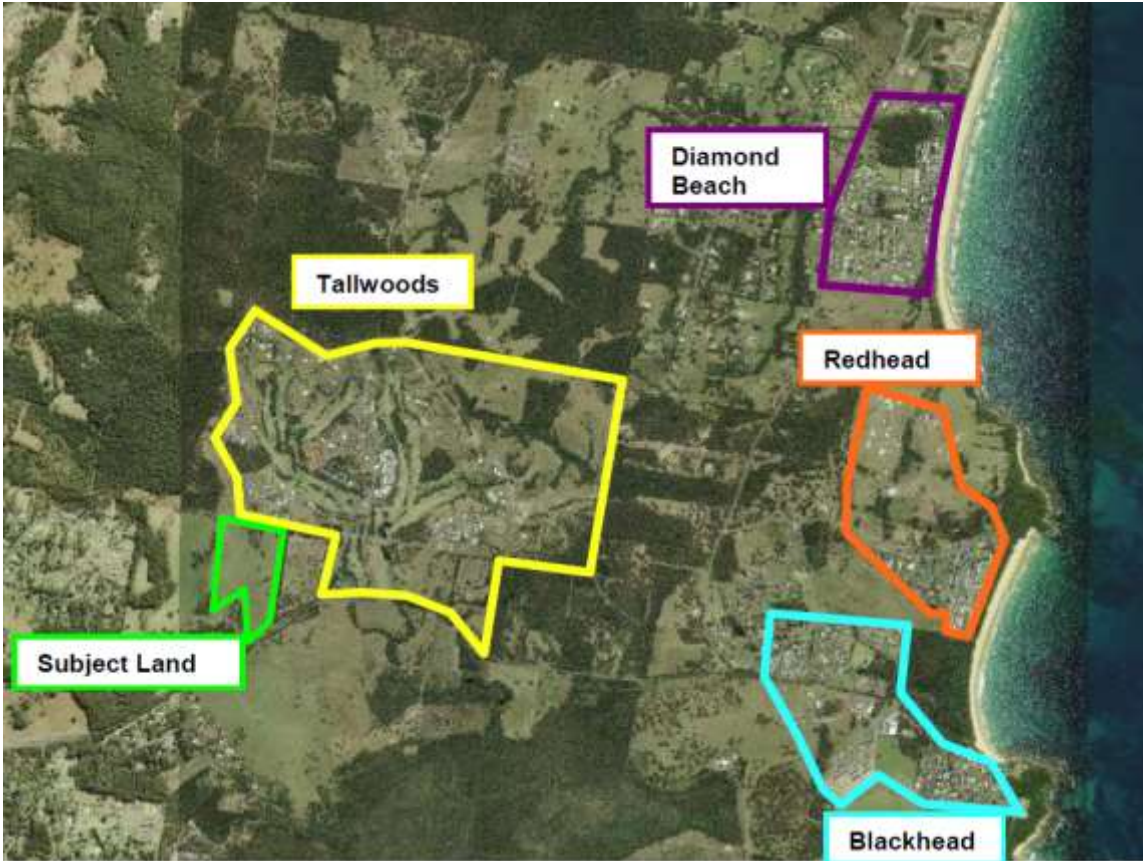 Diamond
Beach
Tallwoods
Redhead
Subject Land
Blackhead